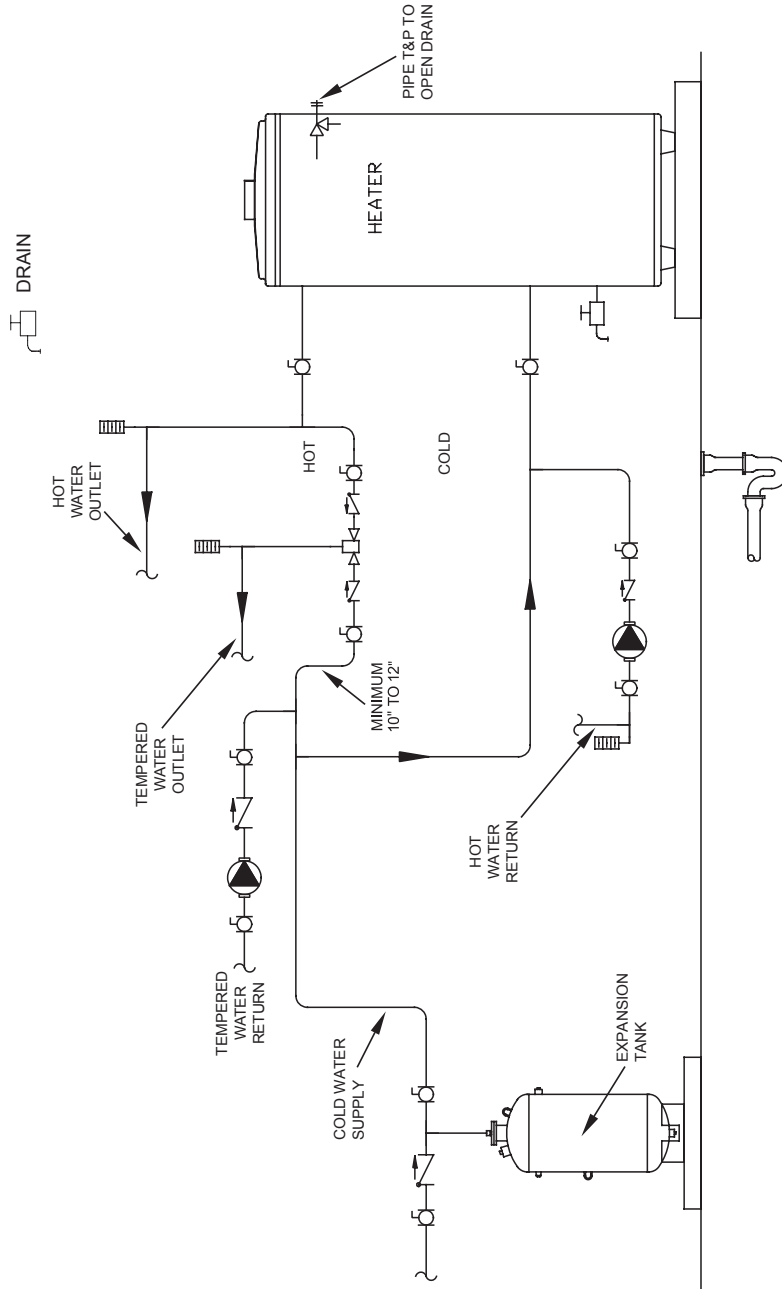 DRAIN
PIPE T&P TO
OPEN DRAIN
HEATER
HOT
WATER
OUTLET
HOT
COLD
TEMPERED
WATER
OUTLET
MINIMUM
10" TO 12"
HOT
WATER
RETURN
TEMPERED
WATER
RETURN
COLD WATER
SUPPLY
EXPANSION
TANK